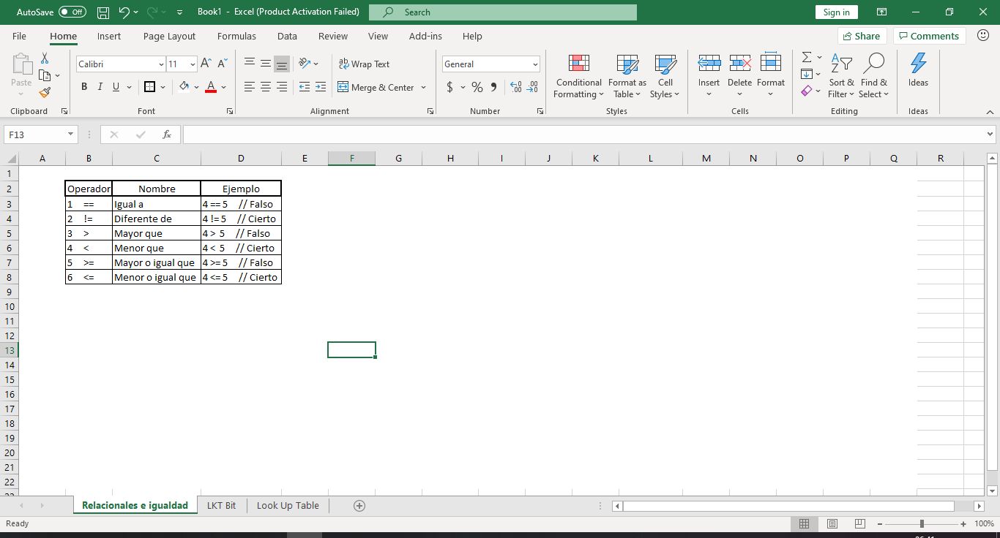 AutoSave Off Book1 - Excel (Product Activation Failed) Search Sign in
File Home Insert Page Layout Formulas Data Review View Add-ins Help Share Comments
Calibri 11 ab Wrap Text General
Paste B I U Merge & Center $ % Conditional Formatting Format as Table Cell Styles Insert Delete Format Sort & Filter Find & Select Ideas
Clipboard Font Alignment Number Styles Cells Editing Ideas
F13 fx
A B C D E F G H I J K L M N O P Q R
1
2 Operador Nombre Ejemplo
3 1 == Igual a 4 == 5 // Falso
4 2 != Diferente de 4 != 5 // Cierto
5 3 > Mayor que 4 > 5 // Falso
6 4 < Menor que 4 < 5 // Cierto
7 5 >= Mayor o igual que 4 >= 5 // Falso
8 6 <= Menor o igual que 4 <= 5 // Cierto
9
10
11
12
13
14
15
16
17
18
19
20
21
22
Relacionales e igualdad LKT Bit Look Up Table
Ready 100%